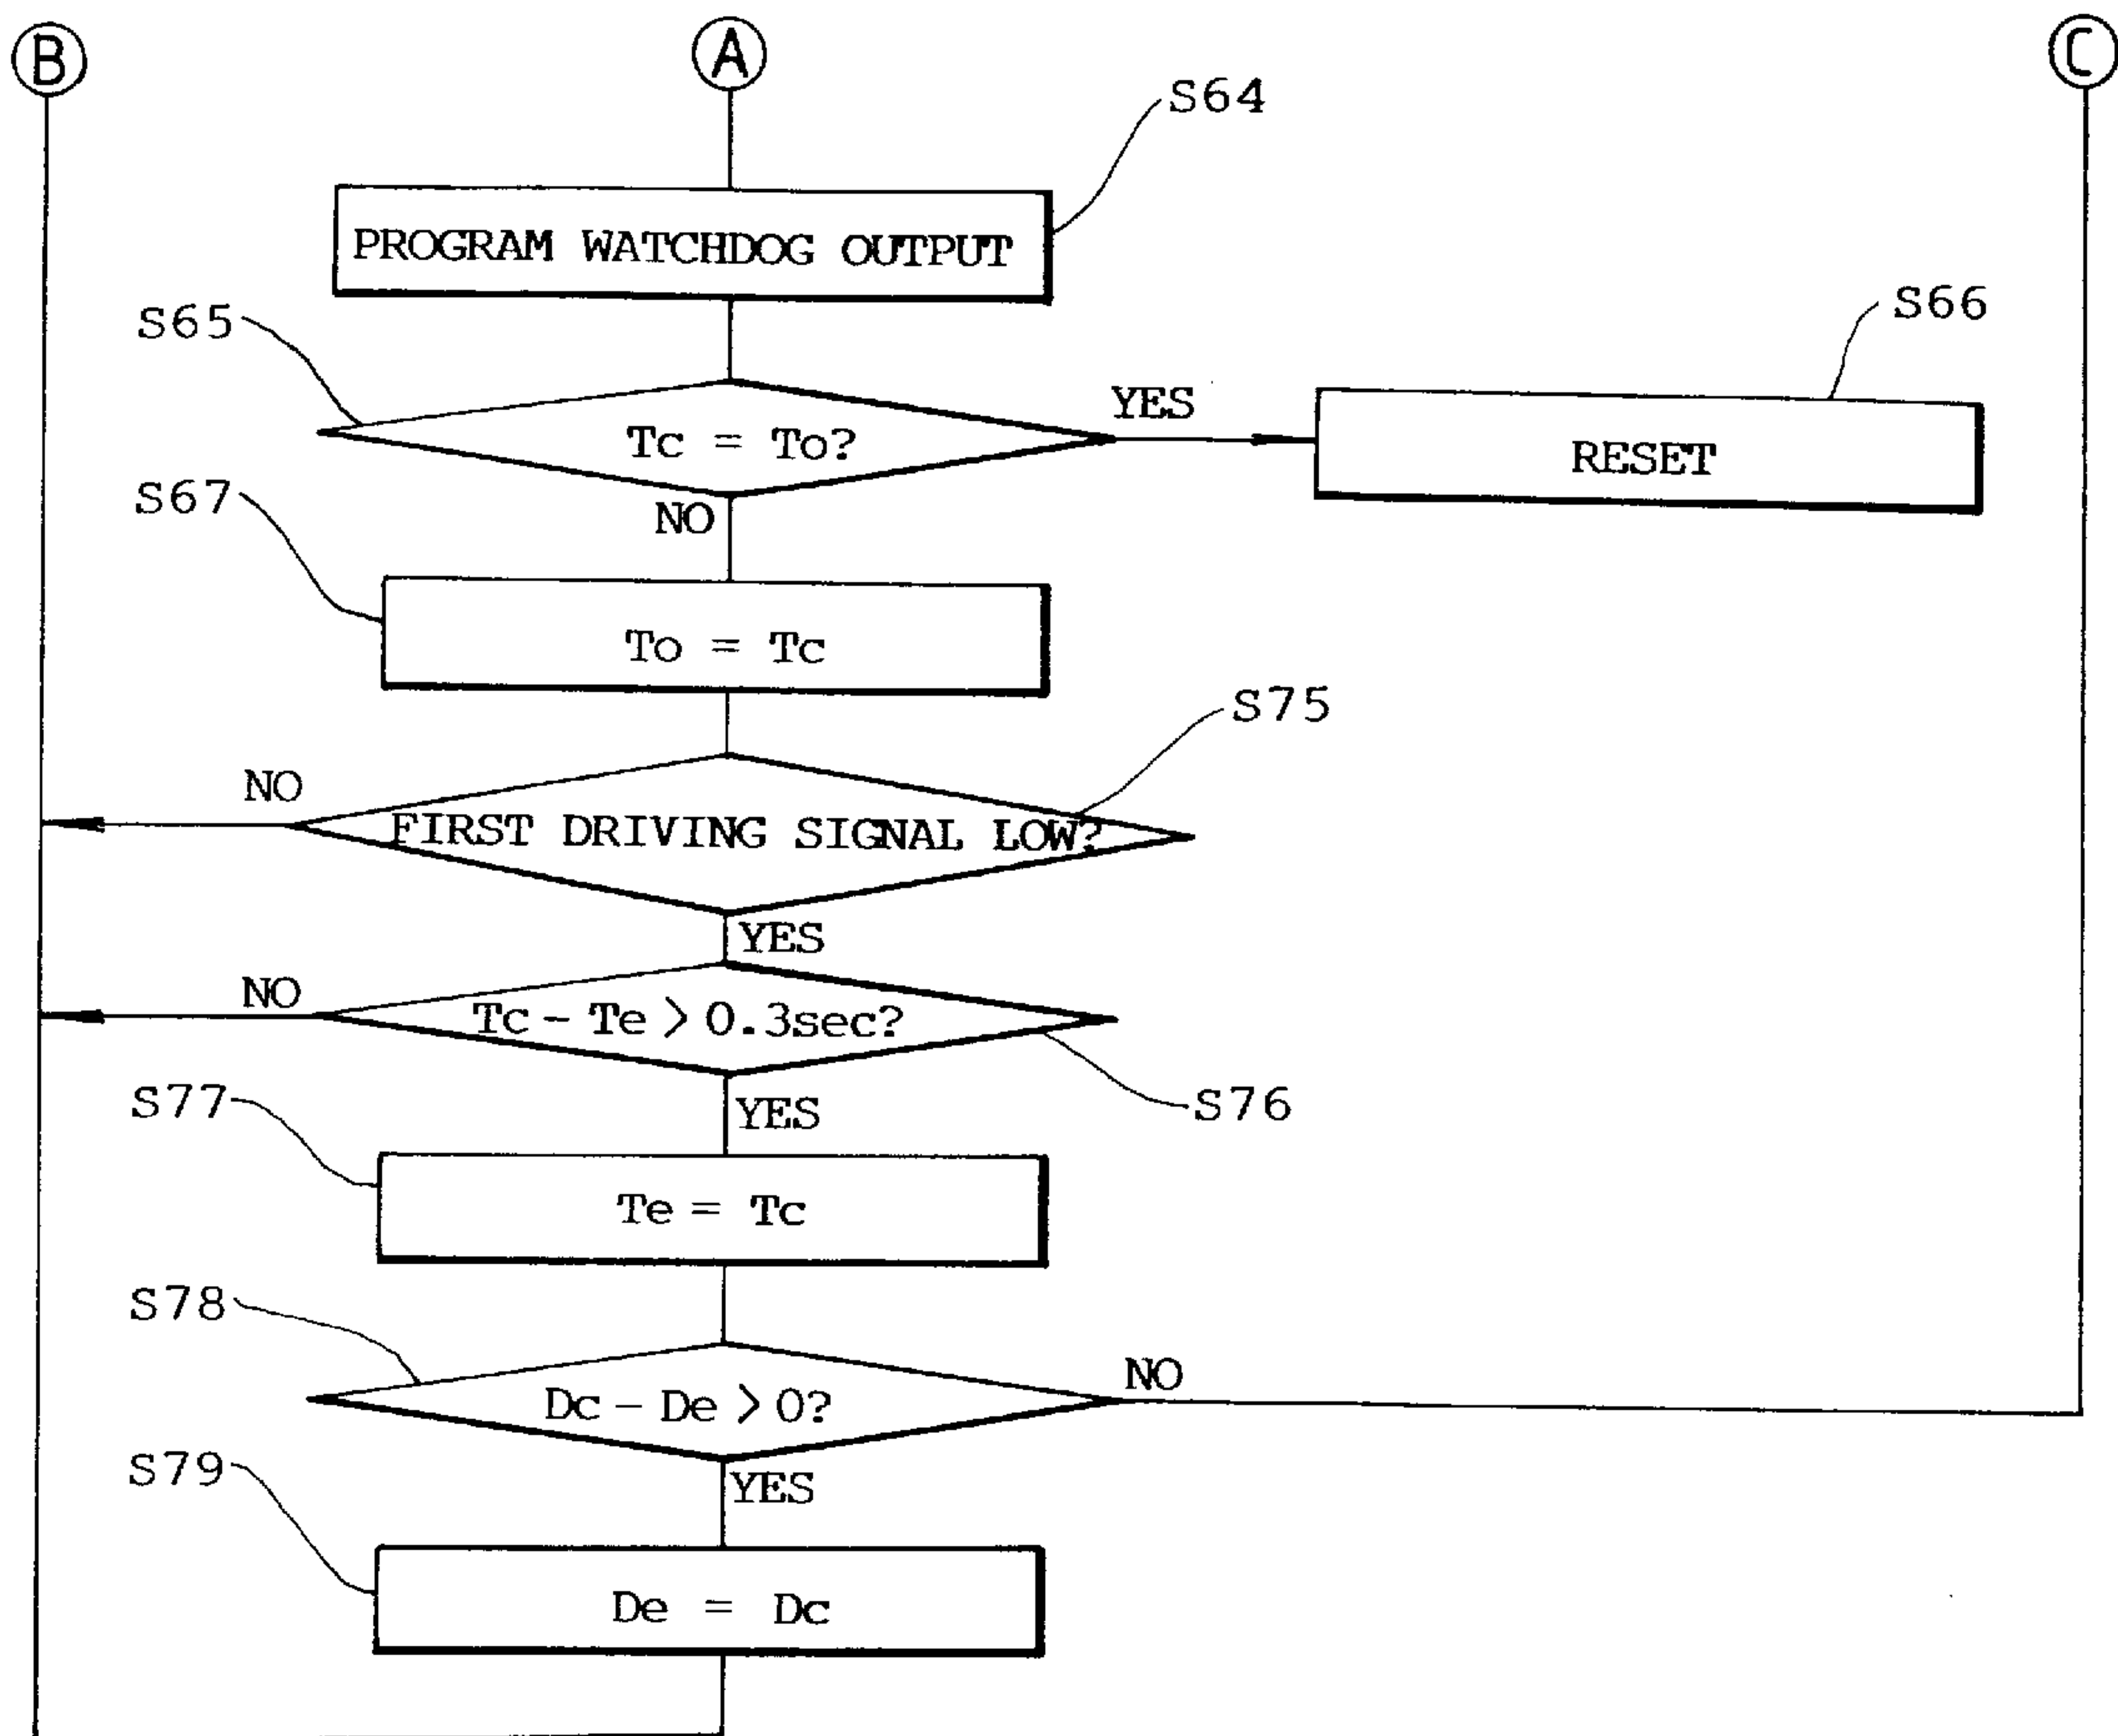 B
A
C
S64
PROGRAM WATCHDOG OUTPUT
S65
S66
YES
Tc = To?
RESET
S67
NO
To = Tc
S75
NO
FIRST DRIVING SIGNAL LOW?
YES
NO
Tc - Te > 0.3sec?
S77
YES
S76
Te = Tc
S78
NO
Dc - De > 0?
S79
YES
De = Dc